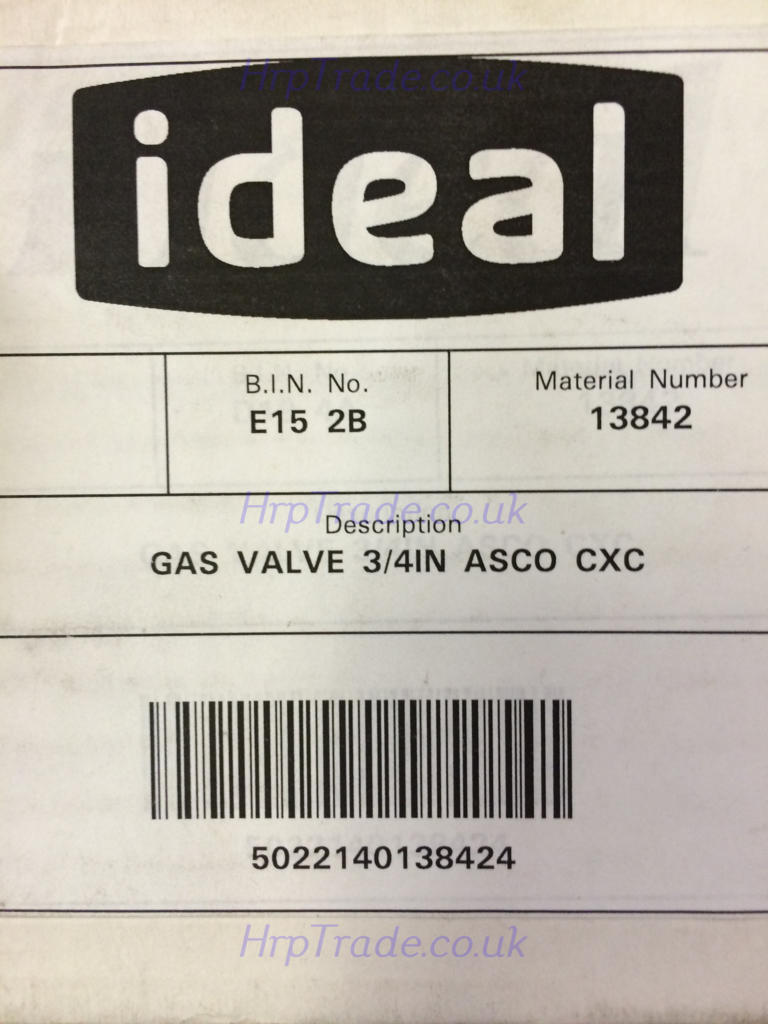 HrpTrade.co.uk
ideal
B.I.N. No.
E15 2B
Material Number
13842
HrpTrade.co.uk
Description
GAS VALVE 3/4IN ASCO CXC
5022140138424
HrpTrade.co.uk